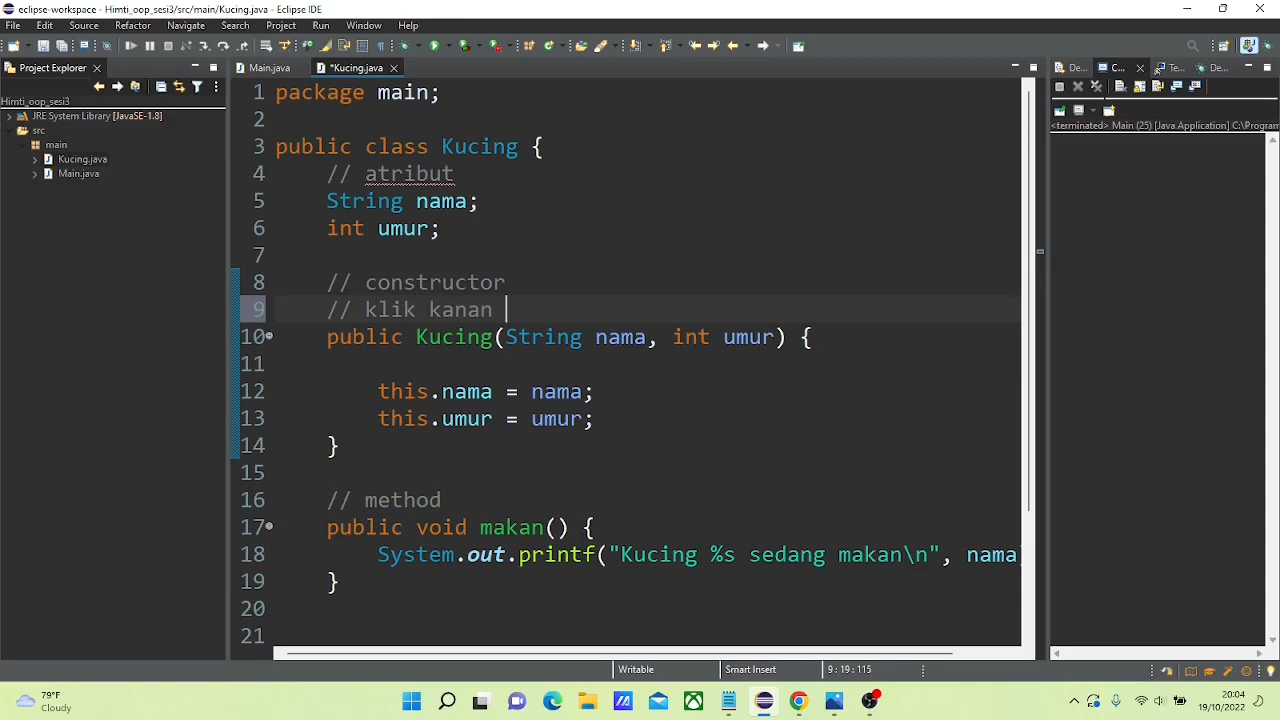 eclipse-workspace - Himti_oop_sesi3/src/main/Kucing.java - Eclipse IDE
File Edit Source Refactor Navigate Search Project Run Window Help
Project Explorer
Main.java *Kucing.java
De... C... Te... De...
Himti_oop_sesi3
JRE System Library [JavaSE-1.8]
src
main
Kucing.java
Main.java
<terminated> Main (25) [Java Application] C:\Program
1 package main;
2
3 public class Kucing {
4 // atribut
5 String nama;
6 int umur;
7
8 // constructor
9 // klik kanan
10 public Kucing(String nama, int umur) {
11
12 this.nama = nama;
13 this.umur = umur;
14 }
15
16 // method
17 public void makan() {
18 System.out.printf("Kucing %s sedang makan\n", nama
19 }
20
21
Writable Smart Insert 9 : 19 : 115
79°F
Cloudy
20:04
19/10/2022